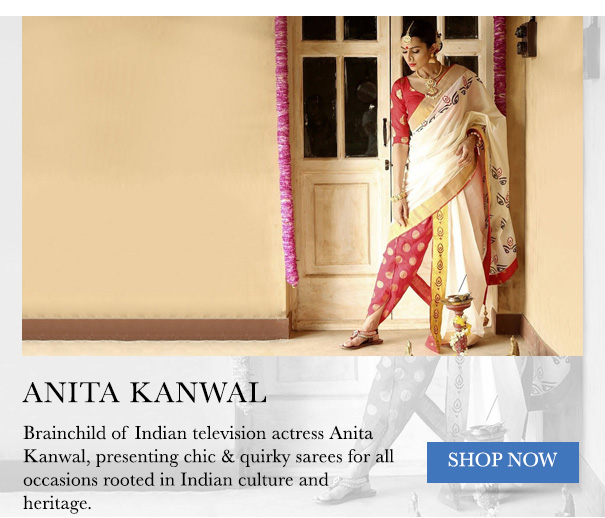 ANITA KANWAL
Brainchild of Indian television actress Anita
Kanwal, presenting chic & quirky sarees for all
occasions rooted in Indian culture and
heritage.
SHOP NOW